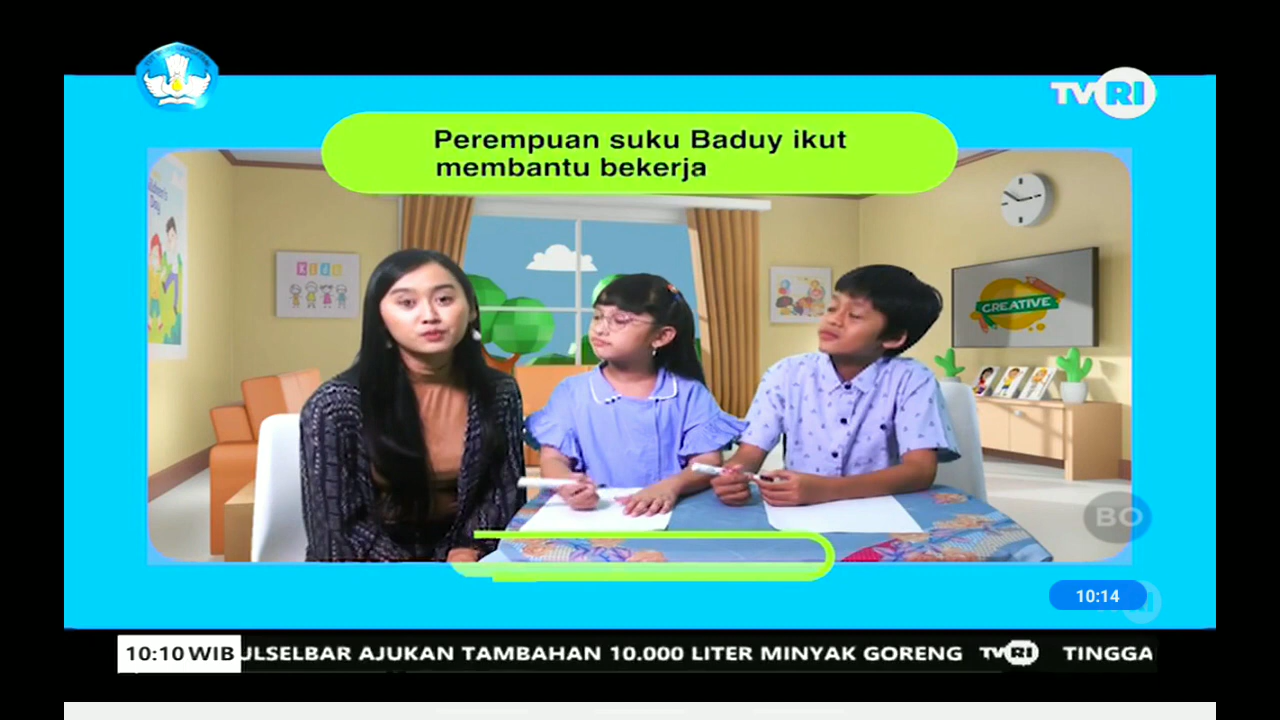 TVRI
Perempuan suku Baduy ikut
membantu bekerja
KIDS
CREATIVE
BO
10:14
10:10 WIB ULSELBAR AJUKAN TAMBAHAN 10.000 LITER MINYAK GORENG TVRI TINGGA